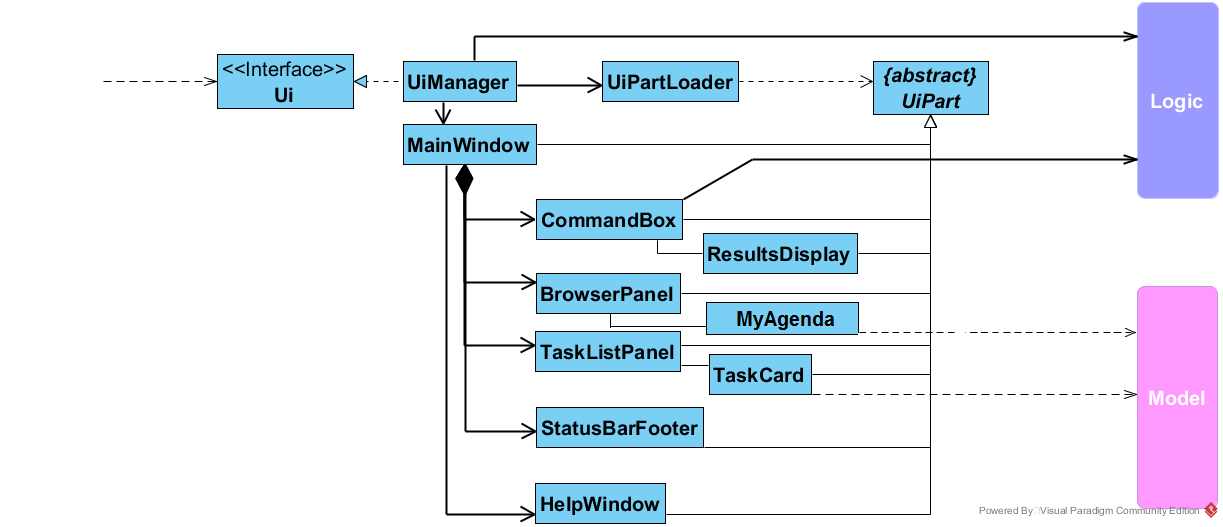 <<Interface>>
Ui
UiManager
UiPartLoader
{abstract}
UiPart
Logic
MainWindow
CommandBox
ResultsDisplay
BrowserPanel
MyAgenda
TaskListPanel
TaskCard
Model
StatusBarFooter
HelpWindow
Powered By Visual Paradigm Community Edition